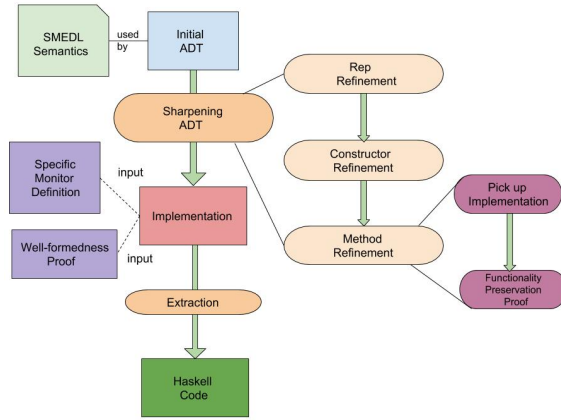 SMEDL
Semantics
used
by
Initial
ADT
Rep
Refinement
Sharpening
ADT
Constructor
Refinement
Specific
Monitor
Definition
input
Pick up
Implementation
Implementation
Method
Refinement
Well-formedness
Proof
input
Functionality
Preservation
Proof
Extraction
Haskell
Code